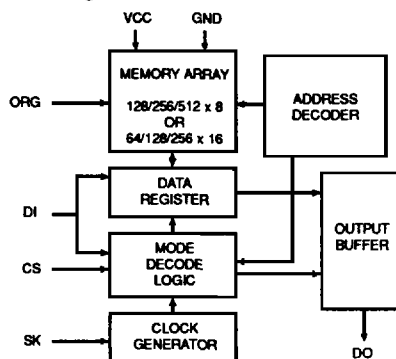 VCC GND
MEMORY ARRAY
128/256/512 x 8
OR
64/128/256 x 16
ORG
ADDRESS
DECODER
DATA
REGISTER
DI
MODE
DECODE
LOGIC
CS
OUTPUT
BUFFER
SK
CLOCK
GENERATOR
DO